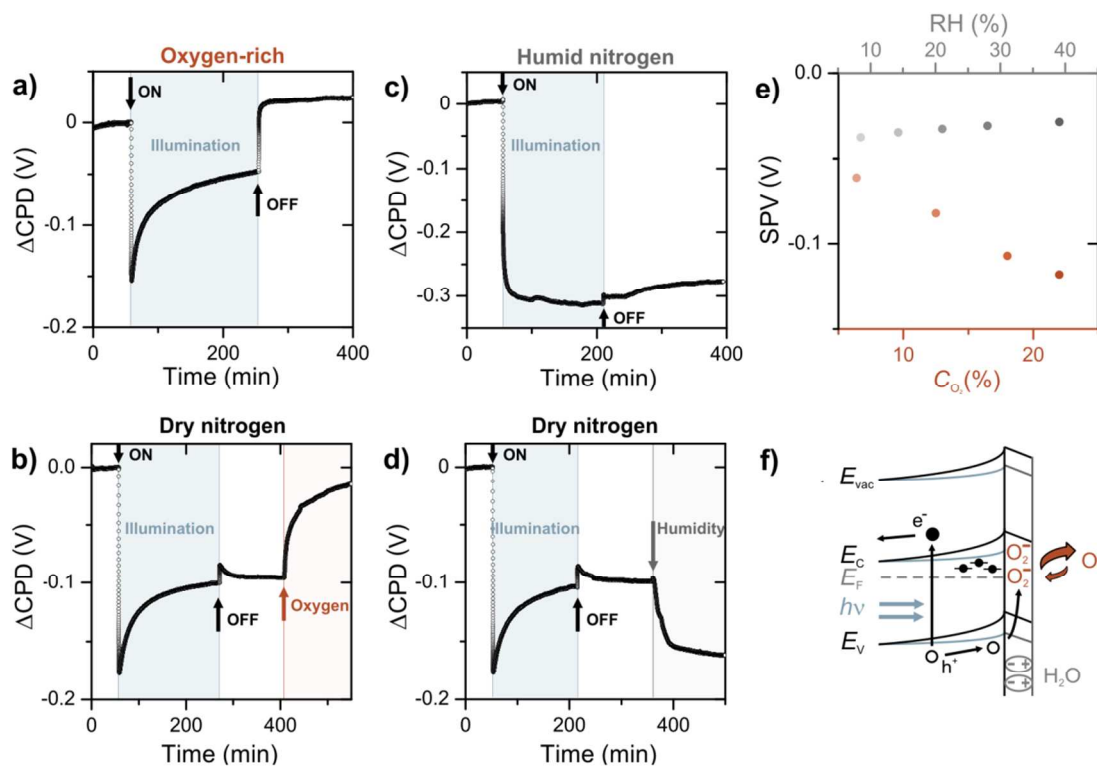 a)
Oxygen-rich
ON
Illumination
OFF
0
-0.1
-0.2
ΔCPD (V)
0
200
400
Time (min)
c)
Humid nitrogen
ON
Illumination
OFF
0
-0.1
-0.2
-0.3
ΔCPD (V)
0
200
400
Time (min)
e)
RH (%)
10
20
30
40
0.0
-0.1
SPV (V)
10
20
C_O₂(%)
b)
Dry nitrogen
ON
Illumination
OFF
Oxygen
0.0
-0.1
-0.2
ΔCPD (V)
0
200
400
Time (min)
d)
Dry nitrogen
ON
Illumination
OFF
Humidity
0.0
-0.1
-0.2
ΔCPD (V)
0
200
400
Time (min)
f)
E_vac
e⁻
E_C
E_F
hν
E_V
h⁺
O₂⁻
O₂⁻
O
H₂O